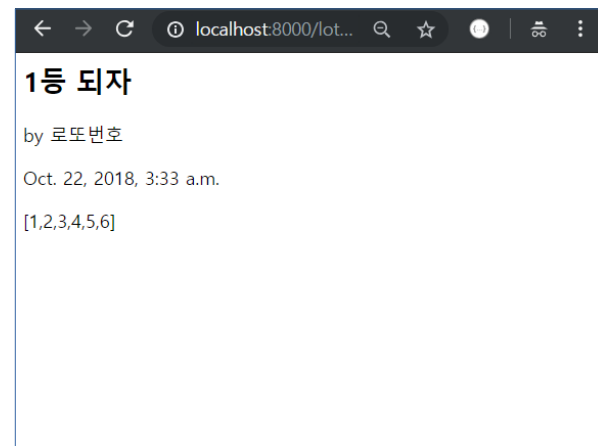 localhost:8000/lot...
1등 되자
by 로또번호
Oct. 22, 2018, 3:33 a.m.
[1,2,3,4,5,6]